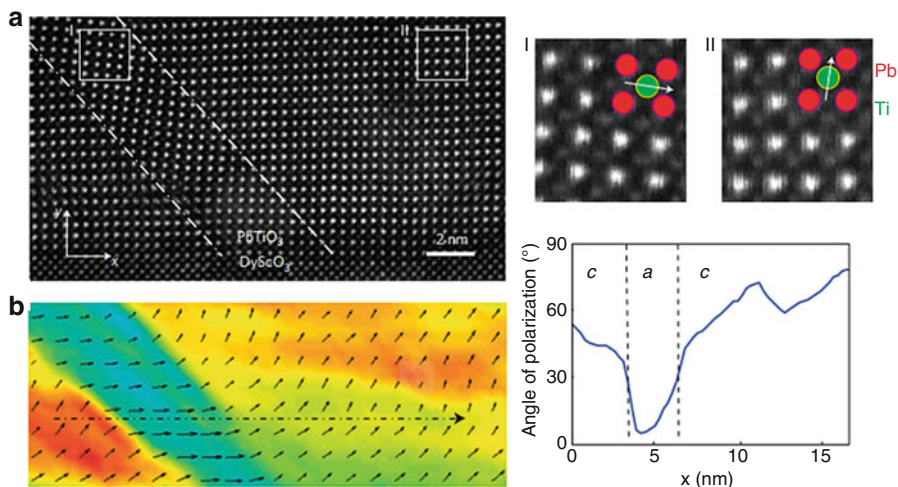 a
I
II
y
x
PbTiO₃
DyScO₃
2 nm
I
II
Pb
Ti
b
Angle of polarization (°)
90
60
30
0
c
a
c
0
5
10
15
x (nm)